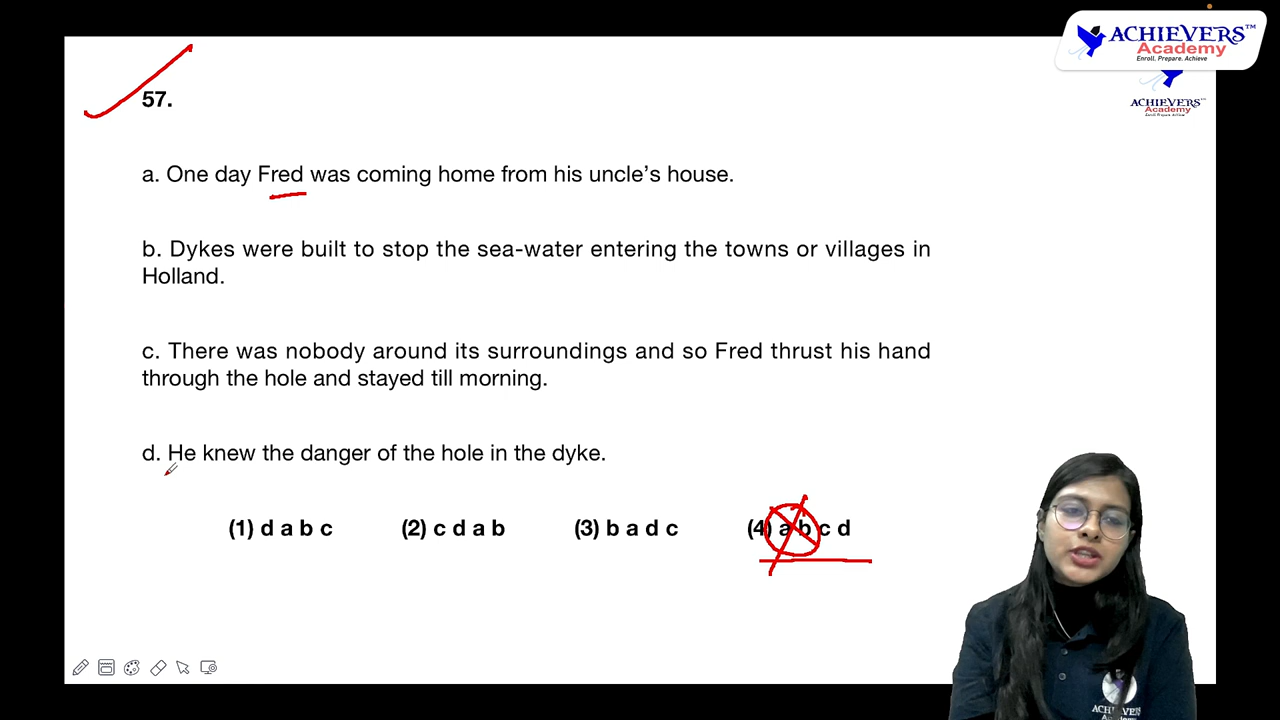 ACHIEVERS™
Academy
Enroll. Prepare. Achieve
ACHIEVERS™
Academy
57.
a. One day Fred was coming home from his uncle’s house.
b. Dykes were built to stop the sea-water entering the towns or villages in
Holland.
c. There was nobody around its surroundings and so Fred thrust his hand
through the hole and stayed till morning.
d. He knew the danger of the hole in the dyke.
(1) d a b c (2) c d a b (3) b a d c (4) a b c d